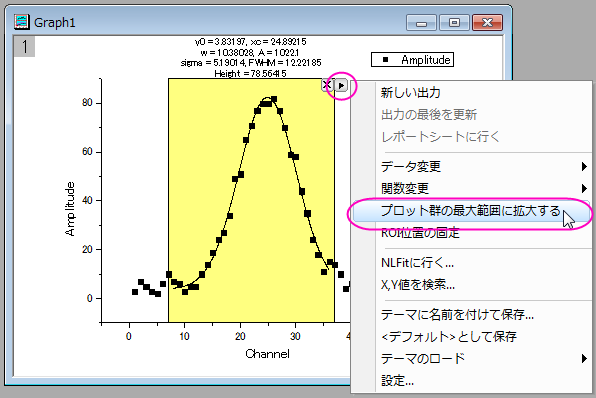 Graph1
1
y0 = 3.83197, xc = 24.89215
w = 10.38028, A = 1022.1
sigma = 5.19014, FWHM = 12.22185
Height = 78.56415
Amplitude
80
60
40
20
0
Amplitude
0
10
20
30
Channel
新しい出力
出力の最後を更新
レポートシートに行く
データ変更
関数変更
プロット群の最大範囲に拡大する
ROI位置の固定
NLFitに行く...
X,Y値を検索...
テーマに名前を付けて保存...
<デフォルト>として保存
テーマのロード
設定...